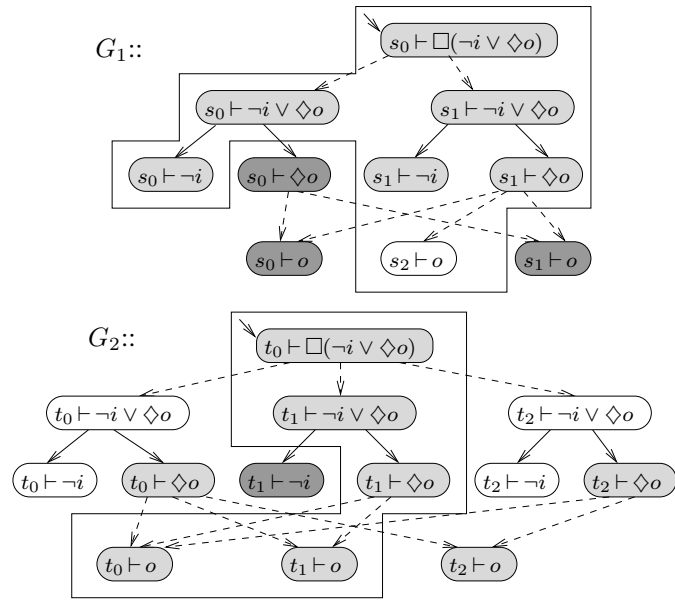 G₁::
s₀ ⊢ □(¬i ∨ ◇o)
s₀ ⊢ ¬i ∨ ◇o
s₁ ⊢ ¬i ∨ ◇o
s₀ ⊢ ¬i
s₀ ⊢ ◇o
s₁ ⊢ ¬i
s₁ ⊢ ◇o
s₀ ⊢ o
s₂ ⊢ o
s₁ ⊢ o
G₂::
t₀ ⊢ □(¬i ∨ ◇o)
t₀ ⊢ ¬i ∨ ◇o
t₁ ⊢ ¬i ∨ ◇o
t₂ ⊢ ¬i ∨ ◇o
t₀ ⊢ ¬i
t₀ ⊢ ◇o
t₁ ⊢ ¬i
t₁ ⊢ ◇o
t₂ ⊢ ¬i
t₂ ⊢ ◇o
t₀ ⊢ o
t₁ ⊢ o
t₂ ⊢ o